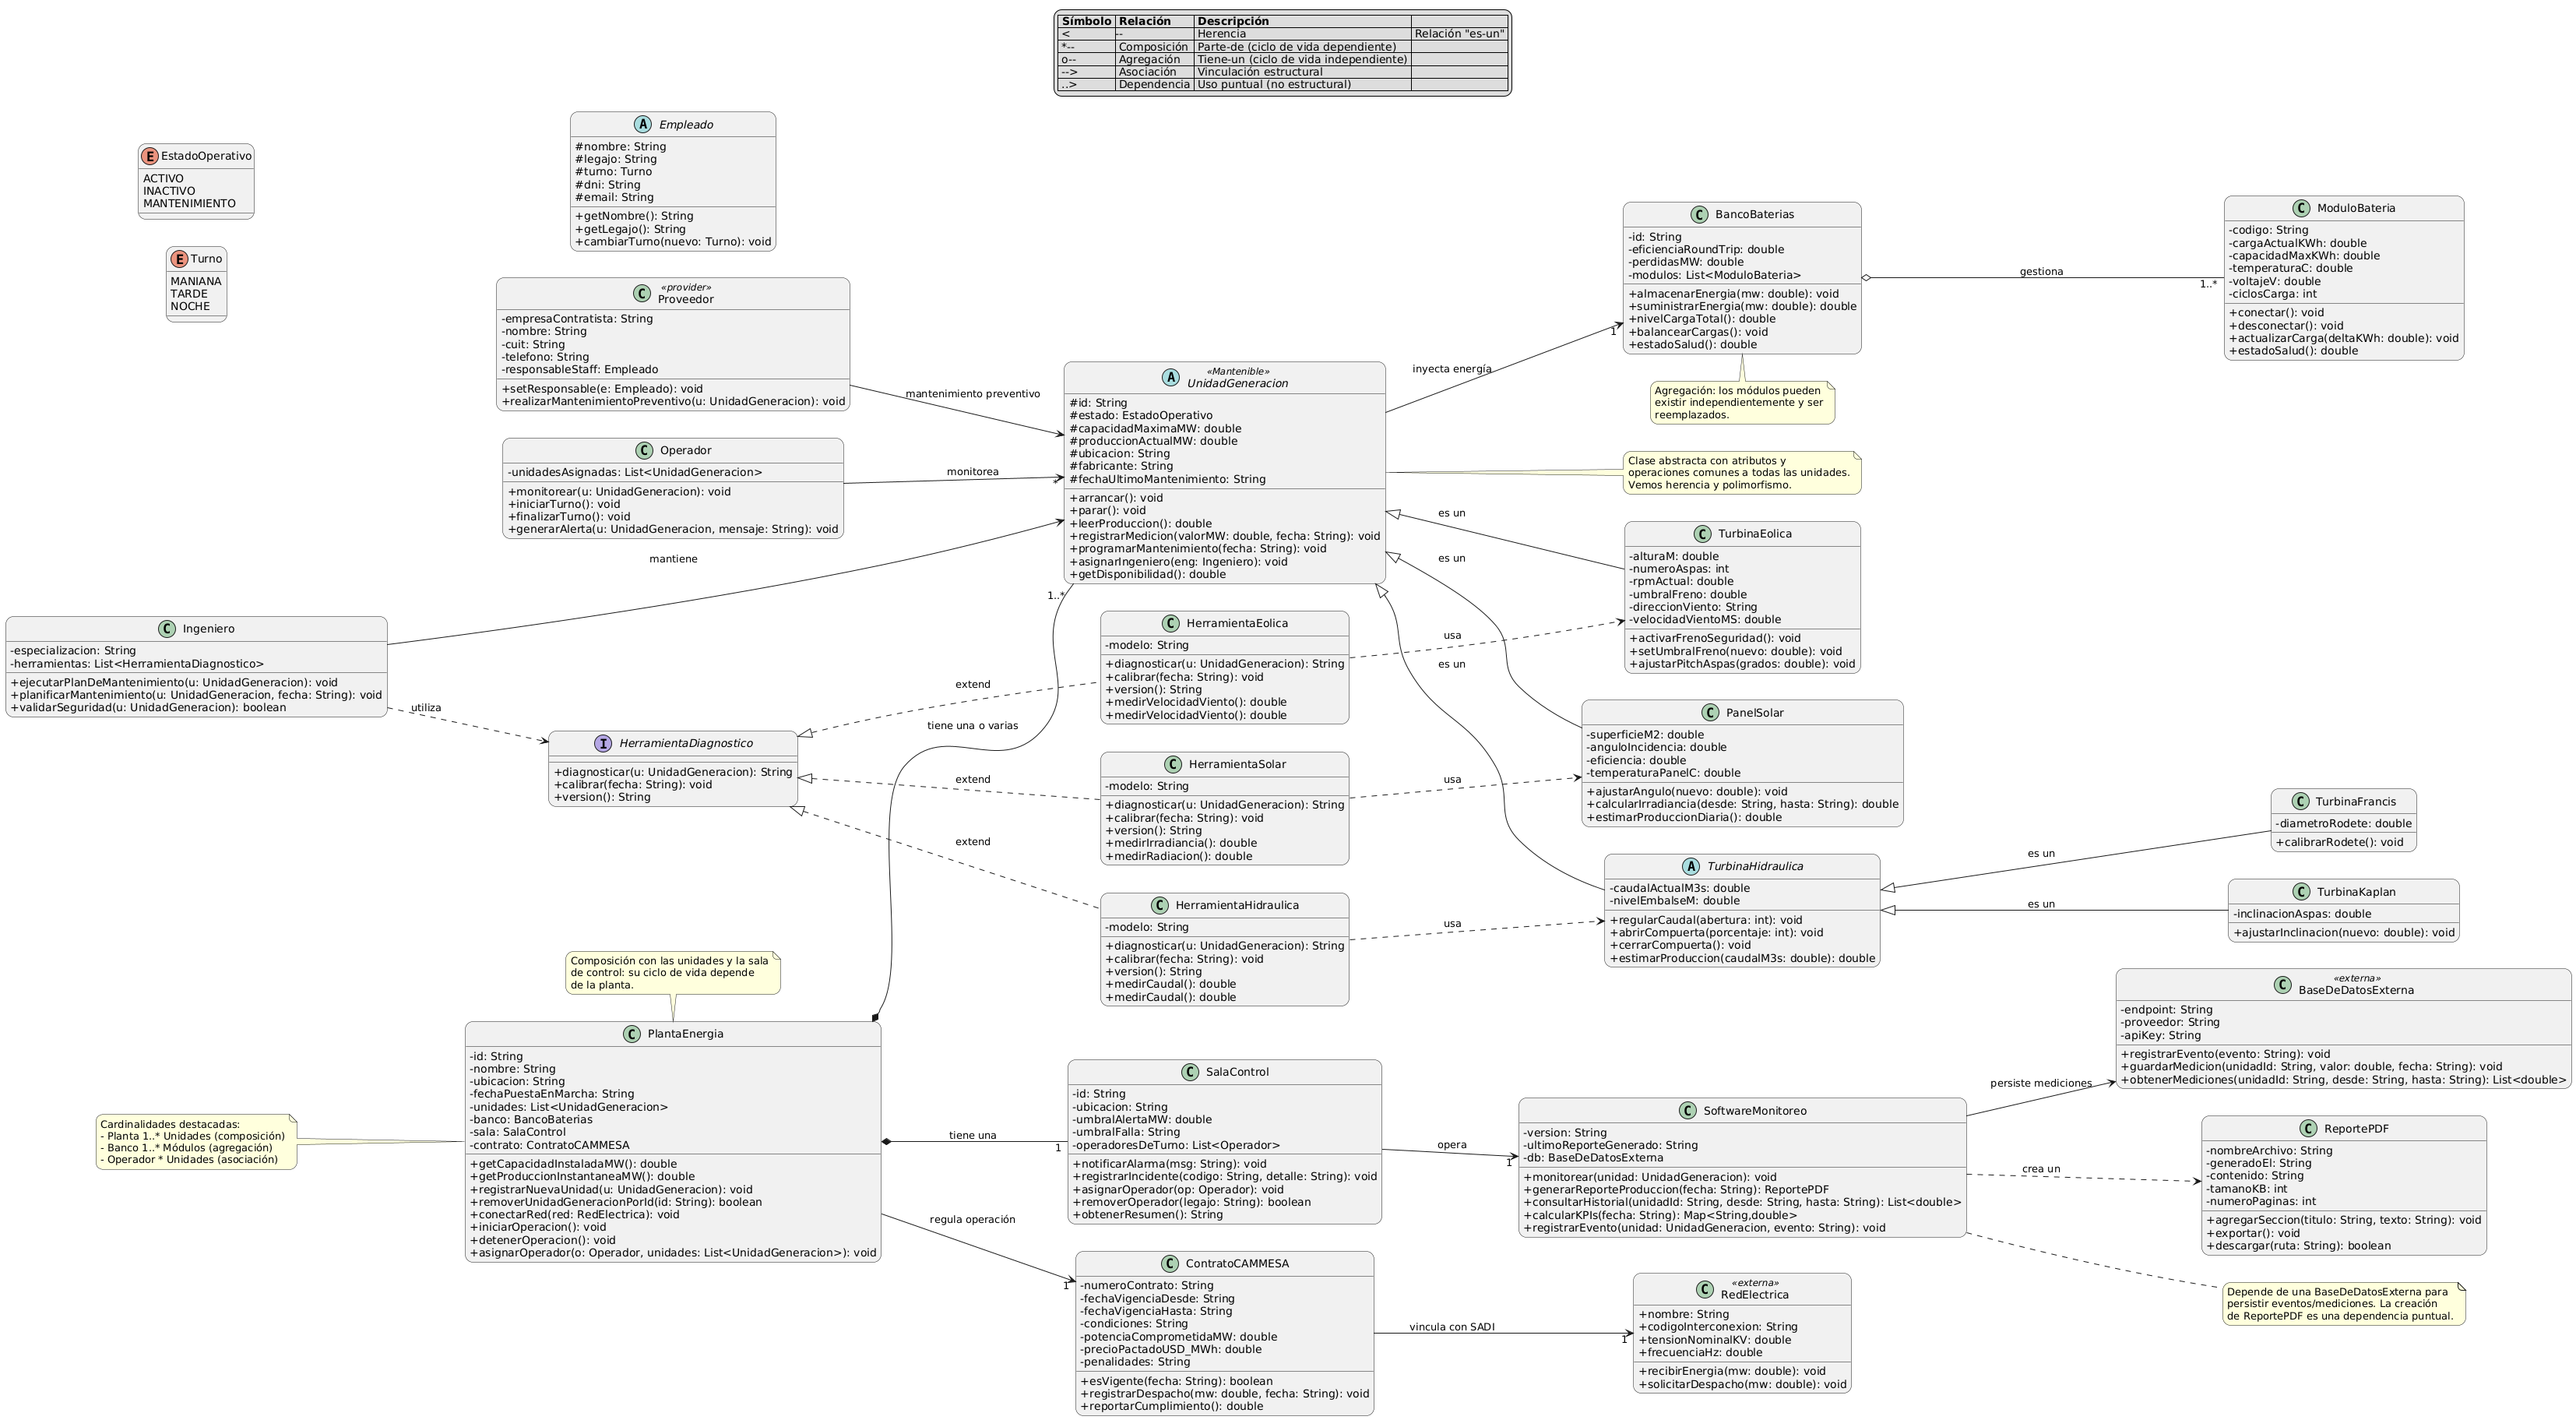 Símbolo Relación Descripción
< -- Herencia Relación "es-un"
*-- Composición Parte-de (ciclo de vida dependiente)
o-- Agregación Tiene-un (ciclo de vida independiente)
--> Asociación Vinculación estructural
..> Dependencia Uso puntual (no estructural)
E EstadoOperativo
ACTIVO
INACTIVO
MANTENIMIENTO
E Turno
MANIANA
TARDE
NOCHE
A Empleado
#nombre: String
#legajo: String
#turno: Turno
#dni: String
#email: String
+getNombre(): String
+getLegajo(): String
+cambiarTurno(nuevo: Turno): void
C «provider»
Proveedor
-empresaContratista: String
-nombre: String
-cuit: String
-telefono: String
-responsableStaff: Empleado
+setResponsable(e: Empleado): void
+realizarMantenimientoPreventivo(u: UnidadGeneracion): void
mantenimiento preventivo
C Operador
-unidadesAsignadas: List<UnidadGeneracion>
+monitorear(u: UnidadGeneracion): void
+iniciarTurno(): void
+finalizarTurno(): void
+generarAlerta(u: UnidadGeneracion, mensaje: String): void
monitorea
*
C Ingeniero
-especializacion: String
-herramientas: List<HerramientaDiagnostico>
+ejecutarPlanDeMantenimiento(u: UnidadGeneracion): void
+planificarMantenimiento(u: UnidadGeneracion, fecha: String): void
+validarSeguridad(u: UnidadGeneracion): boolean
mantiene
utiliza
A «Mantenible»
UnidadGeneracion
#id: String
#estado: EstadoOperativo
#capacidadMaximaMW: double
#produccionActualMW: double
#ubicacion: String
#fabricante: String
#fechaUltimoMantenimiento: String
+arrancar(): void
+parar(): void
+leerProduccion(): double
+registrarMedicion(valorMW: double, fecha: String): void
+programarMantenimiento(fecha: String): void
+asignarIngeniero(eng: Ingeniero): void
+getDisponibilidad(): double
inyecta energía
1
C BancoBaterias
-id: String
-eficienciaRoundTrip: double
-perdidasMW: double
-modulos: List<ModuloBateria>
+almacenarEnergia(mw: double): void
+suministrarEnergia(mw: double): double
+nivelCargaTotal(): double
+balancearCargas(): void
+estadoSalud(): double
gestiona
1..*
C ModuloBateria
-codigo: String
-cargaActualKWh: double
-capacidadMaxKWh: double
-temperaturaC: double
-voltajeV: double
-ciclosCarga: int
+conectar(): void
+desconectar(): void
+actualizarCarga(deltaKWh: double): void
+estadoSalud(): double
Agregación: los módulos pueden
existir independientemente y ser
reemplazados.
Clase abstracta con atributos y
operaciones comunes a todas las unidades.
Vemos herencia y polimorfismo.
es un
es un
es un
C TurbinaEolica
-alturaM: double
-numeroAspas: int
-rpmActual: double
-umbralFreno: double
-direccionViento: String
-velocidadVientoMS: double
+activarFrenoSeguridad(): void
+setUmbralFreno(nuevo: double): void
+ajustarPitchAspas(grados: double): void
C PanelSolar
-superficieM2: double
-anguloIncidencia: double
-eficiencia: double
-temperaturaPanelC: double
+ajustarAngulo(nuevo: double): void
+calcularIrradiancia(desde: String, hasta: String): double
+estimarProduccionDiaria(): double
A TurbinaHidraulica
-caudalActualM3s: double
-nivelEmbalseM: double
+regularCaudal(abertura: int): void
+abrirCompuerta(porcentaje: int): void
+cerrarCompuerta(): void
+estimarProduccion(caudalM3s: double): double
es un
es un
C TurbinaFrancis
-diametroRodete: double
+calibrarRodete(): void
C TurbinaKaplan
-inclinacionAspas: double
+ajustarInclinacion(nuevo: double): void
I HerramientaDiagnostico
+diagnosticar(u: UnidadGeneracion): String
+calibrar(fecha: String): void
+version(): String
extend
extend
extend
C HerramientaEolica
-modelo: String
+diagnosticar(u: UnidadGeneracion): String
+calibrar(fecha: String): void
+version(): String
+medirVelocidadViento(): double
+medirVelocidadViento(): double
usa
C HerramientaSolar
-modelo: String
+diagnosticar(u: UnidadGeneracion): String
+calibrar(fecha: String): void
+version(): String
+medirIrradiancia(): double
+medirRadiacion(): double
usa
C HerramientaHidraulica
-modelo: String
+diagnosticar(u: UnidadGeneracion): String
+calibrar(fecha: String): void
+version(): String
+medirCaudal(): double
+medirCaudal(): double
usa
1..*
tiene una o varias
Composición con las unidades y la sala
de control: su ciclo de vida depende
de la planta.
Cardinalidades destacadas:
- Planta 1..* Unidades (composición)
- Banco 1..* Módulos (agregación)
- Operador * Unidades (asociación)
C PlantaEnergia
-id: String
-nombre: String
-ubicacion: String
-fechaPuestaEnMarcha: String
-unidades: List<UnidadGeneracion>
-banco: BancoBaterias
-sala: SalaControl
-contrato: ContratoCAMMESA
+getCapacidadInstaladaMW(): double
+getProduccionInstantaneaMW(): double
+registrarNuevaUnidad(u: UnidadGeneracion): void
+removerUnidadGeneracionPorId(id: String): boolean
+conectarRed(red: RedElectrica): void
+iniciarOperacion(): void
+detenerOperacion(): void
+asignarOperador(o: Operador, unidades: List<UnidadGeneracion>): void
tiene una
1
regula operación
1
C SalaControl
-id: String
-ubicacion: String
-umbralAlertaMW: double
-umbralFalla: String
-operadoresDeTurno: List<Operador>
+notificarAlarma(msg: String): void
+registrarIncidente(codigo: String, detalle: String): void
+asignarOperador(op: Operador): void
+removerOperador(legajo: String): boolean
+obtenerResumen(): String
opera
1
C ContratoCAMMESA
-numeroContrato: String
-fechaVigenciaDesde: String
-fechaVigenciaHasta: String
-condiciones: String
-potenciaComprometidaMW: double
-precioPactadoUSD_MWh: double
-penalidades: String
+esVigente(fecha: String): boolean
+registrarDespacho(mw: double, fecha: String): void
+reportarCumplimiento(): double
vincula con SADI
1
C SoftwareMonitoreo
-version: String
-ultimoReporteGenerado: String
-db: BaseDeDatosExterna
+monitorear(unidad: UnidadGeneracion): void
+generarReporteProduccion(fecha: String): ReportePDF
+consultarHistorial(unidadId: String, desde: String, hasta: String): List<double>
+calcularKPIs(fecha: String): Map<String,double>
+registrarEvento(unidad: UnidadGeneracion, evento: String): void
C «externa»
RedElectrica
+nombre: String
+codigoInterconexion: String
+tensionNominalKV: double
+frecuenciaHz: double
+recibirEnergia(mw: double): void
+solicitarDespacho(mw: double): void
persiste mediciones
crea un
C «externa»
BaseDeDatosExterna
-endpoint: String
-proveedor: String
-apiKey: String
+registrarEvento(evento: String): void
+guardarMedicion(unidadId: String, valor: double, fecha: String): void
+obtenerMediciones(unidadId: String, desde: String, hasta: String): List<double>
C ReportePDF
-nombreArchivo: String
-generadoEl: String
-contenido: String
-tamanoKB: int
-numeroPaginas: int
+agregarSeccion(titulo: String, texto: String): void
+exportar(): void
+descargar(ruta: String): boolean
Depende de una BaseDeDatosExterna para
persistir eventos/mediciones. La creación
de ReportePDF es una dependencia puntual.